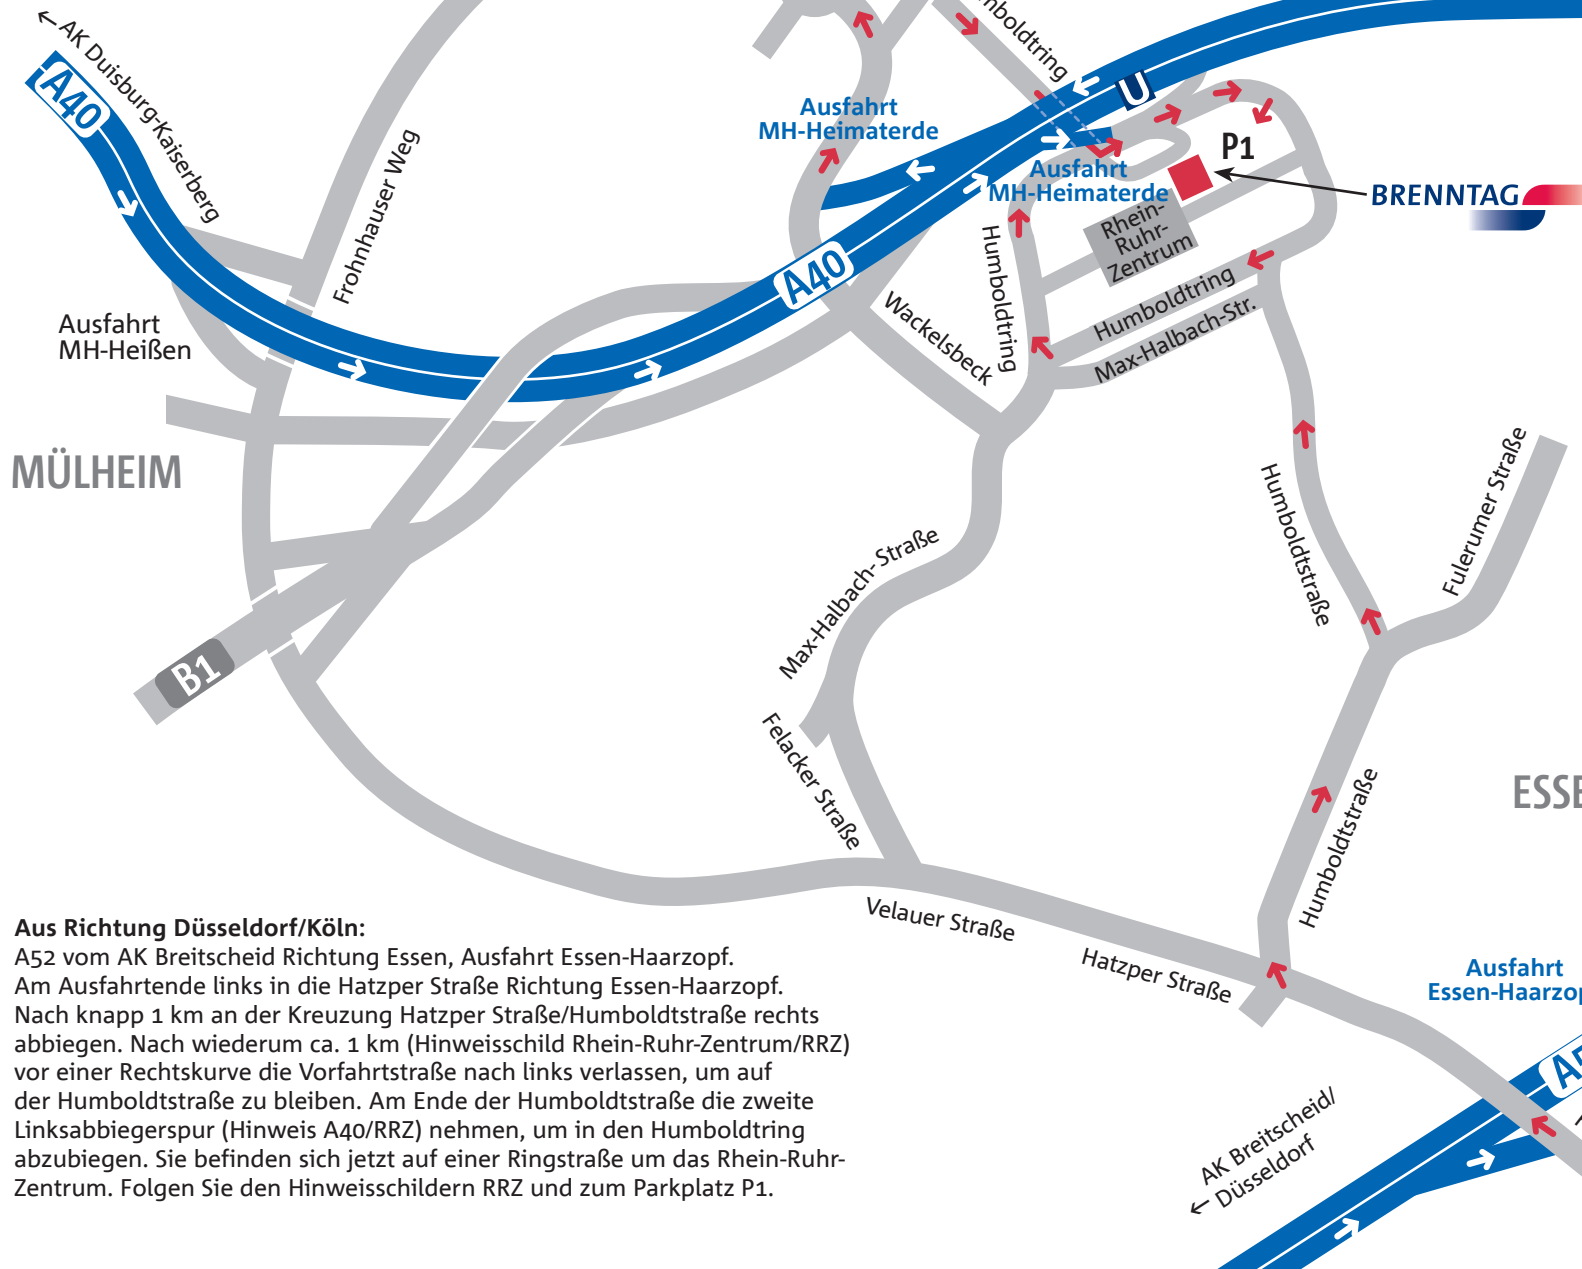 ← AK Duisburg-Kaiserberg
A40
Frohnhauser Weg
Ausfahrt
MH-Heißen
MÜLHEIM
B1
Ausfahrt
MH-Heimaterde
U
P1
Ausfahrt
MH-Heimaterde
BRENNTAG
Rhein-
Ruhr-
Zentrum
A40
Humboldtring
Wackelsbeck
Humboldtring
Max-Halbach-Str.
Humboldtstraße
Fulerumer Straße
Max-Halbach-Straße
Felacker Straße
Humboldtstraße
Velauer Straße
Hatzper Straße
Ausfahrt
AK Breitscheid/
← Düsseldorf
Aus Richtung Düsseldorf/Köln:
A52 vom AK Breitscheid Richtung Essen, Ausfahrt Essen-Haarzopf.
Am Ausfahrtende links in die Hatzper Straße Richtung Essen-Haarzopf.
Nach knapp 1 km an der Kreuzung Hatzper Straße/Humboldtstraße rechts
abbiegen. Nach wiederum ca. 1 km (Hinweisschild Rhein-Ruhr-Zentrum/RRZ)
vor einer Rechtskurve die Vorfahrtstraße nach links verlassen, um auf
der Humboldtstraße zu bleiben. Am Ende der Humboldtstraße die zweite
Linksabbiegerspur (Hinweis A40/RRZ) nehmen, um in den Humboldtring
abzubiegen. Sie befinden sich jetzt auf einer Ringstraße um das Rhein-Ruhr-
Zentrum. Folgen Sie den Hinweisschildern RRZ und zum Parkplatz P1.